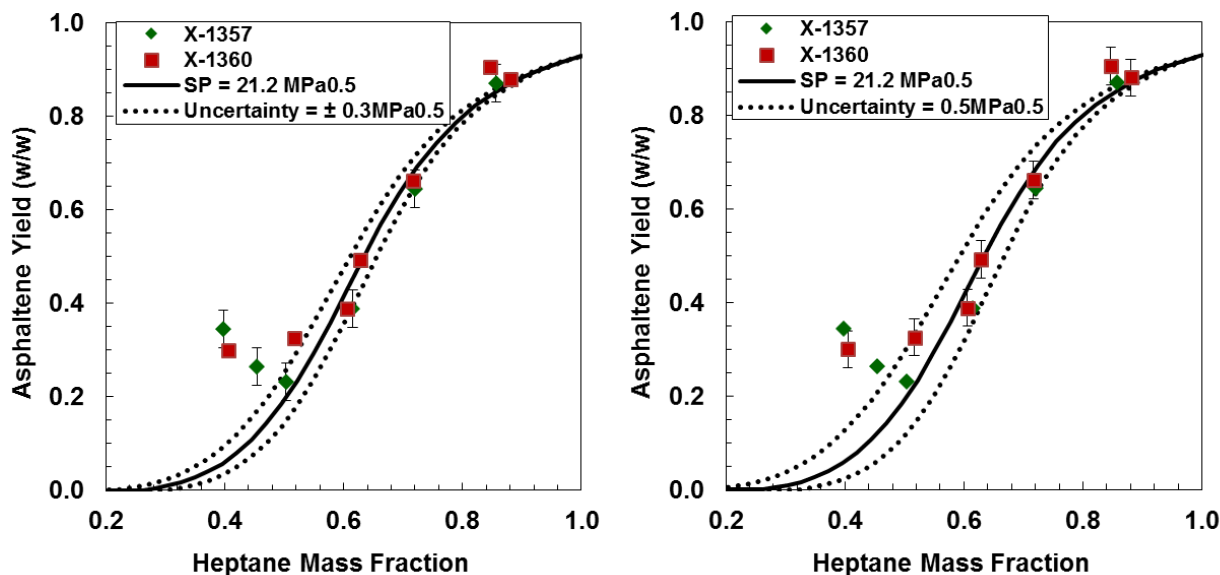 1.0
X-1357
X-1360
SP = 21.2 MPa0.5
Uncertainty = ± 0.3MPa0.5
0.8
0.6
0.4
0.2
0.0
Asphaltene Yield (w/w)
0.2 0.4 0.6 0.8 1.0
Heptane Mass Fraction
1.0
X-1357
X-1360
SP = 21.2 MPa0.5
Uncertainty = 0.5MPa0.5
0.8
0.6
0.4
0.2
0.0
Asphaltene Yield (w/w)
0.2 0.4 0.6 0.8 1.0
Heptane Mass Fraction